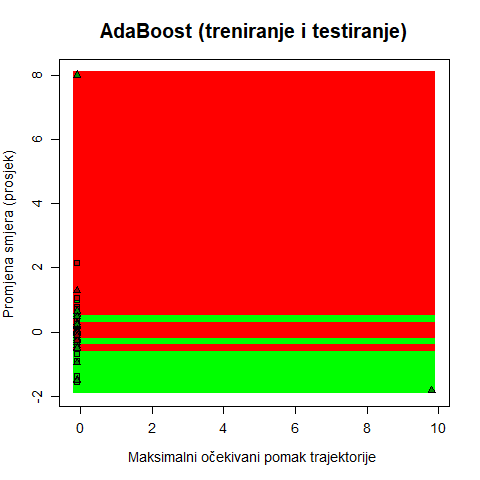 AdaBoost (treniranje i testiranje)
Promjena smjera (prosjek)
8
6
4
2
0
-2
0 2 4 6 8 10
Maksimalni očekivani pomak trajektorije